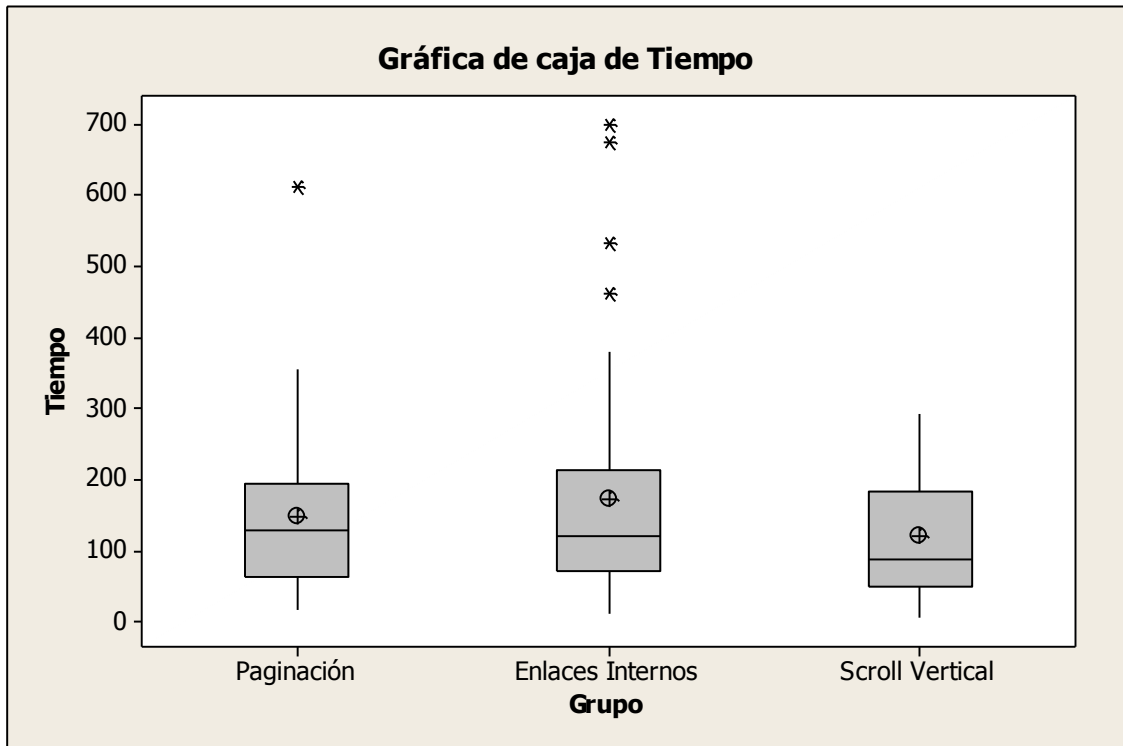 Gráfica de caja de Tiempo
700
600
500
400
300
200
100
0
Tiempo
Paginación Enlaces Internos Scroll Vertical
Grupo